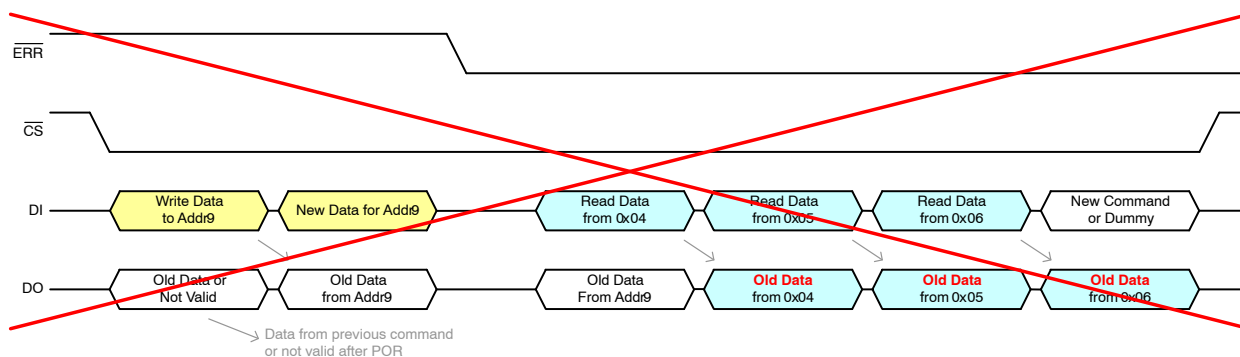 ERR
CS
DI
Write Data
to Addr9
New Data for Addr9
Read Data
from 0x04
Read Data
from 0x05
Read Data
from 0x06
New Command
or Dummy
DO
Old Data or
Not Valid
Old Data
from Addr9
Old Data
From Addr9
Old Data
from 0x04
Old Data
from 0x05
Old Data
from 0x06
Data from previous command
or not valid after POR